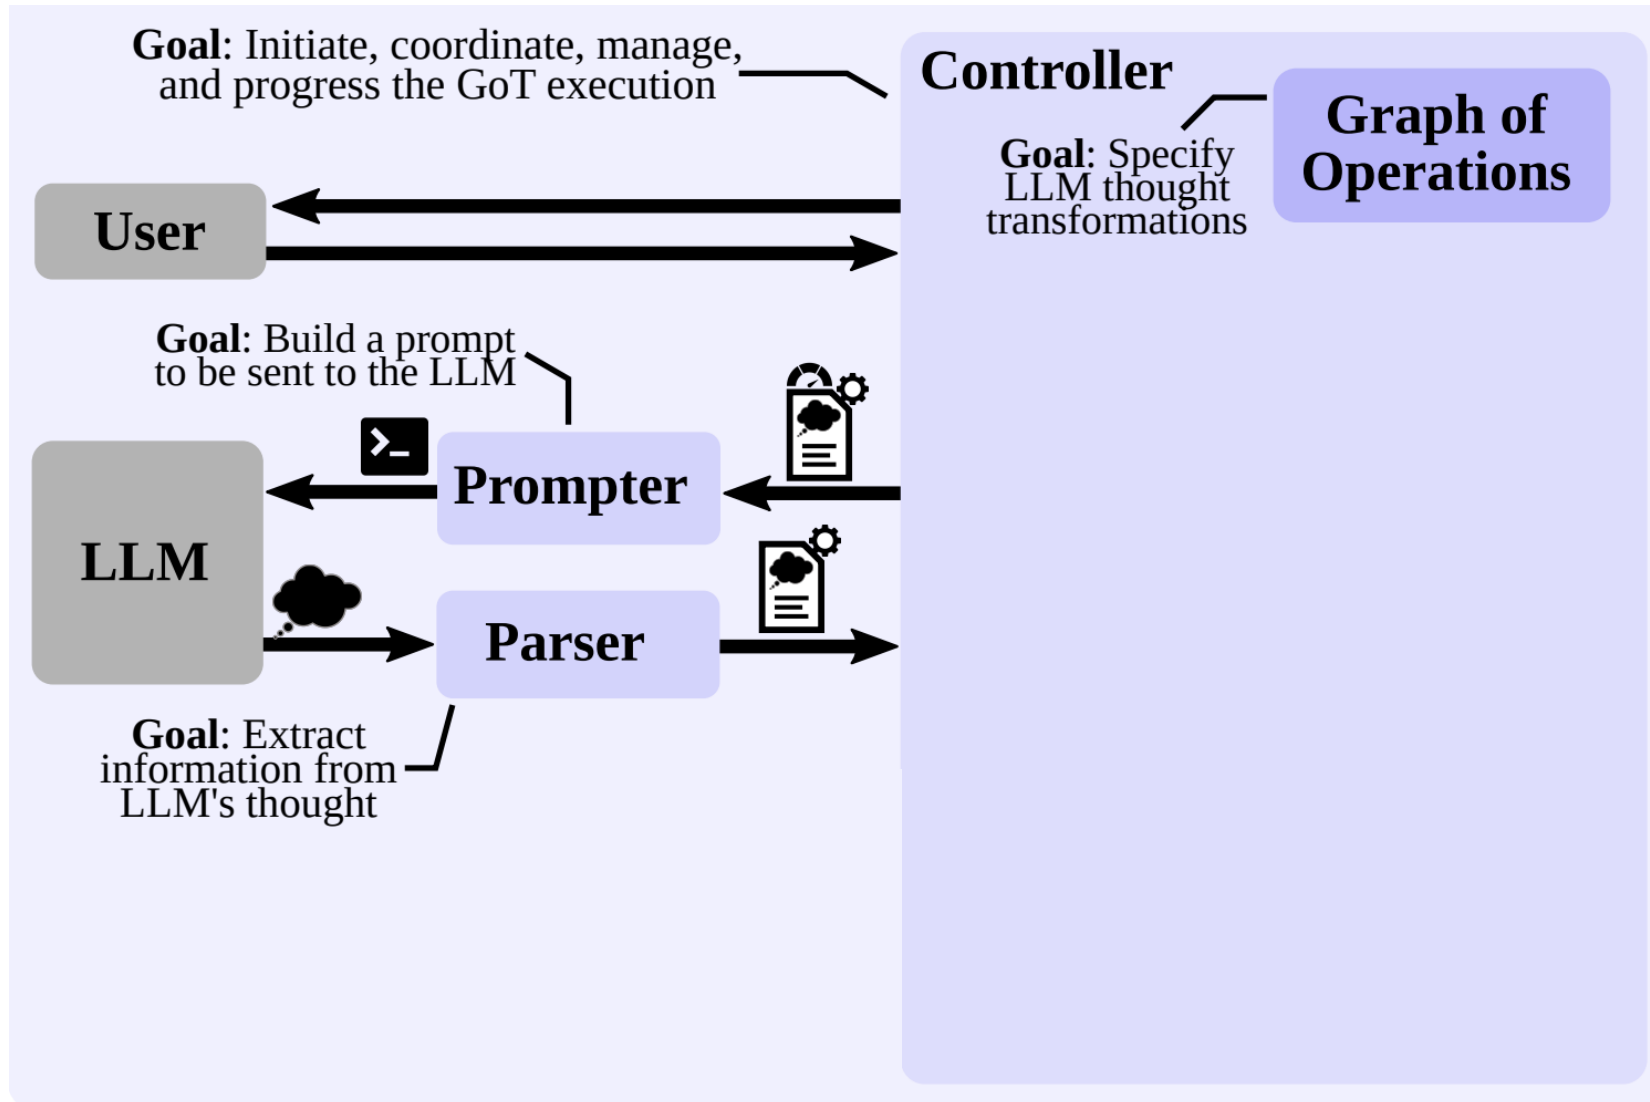 Goal: Initiate, coordinate, manage,
and progress the GoT execution
Controller
Graph of
Operations
Goal: Specify
LLM thought
transformations
User
Goal: Build a prompt
to be sent to the LLM
>_
Prompter
LLM
Parser
Goal: Extract
information from
LLM's thought